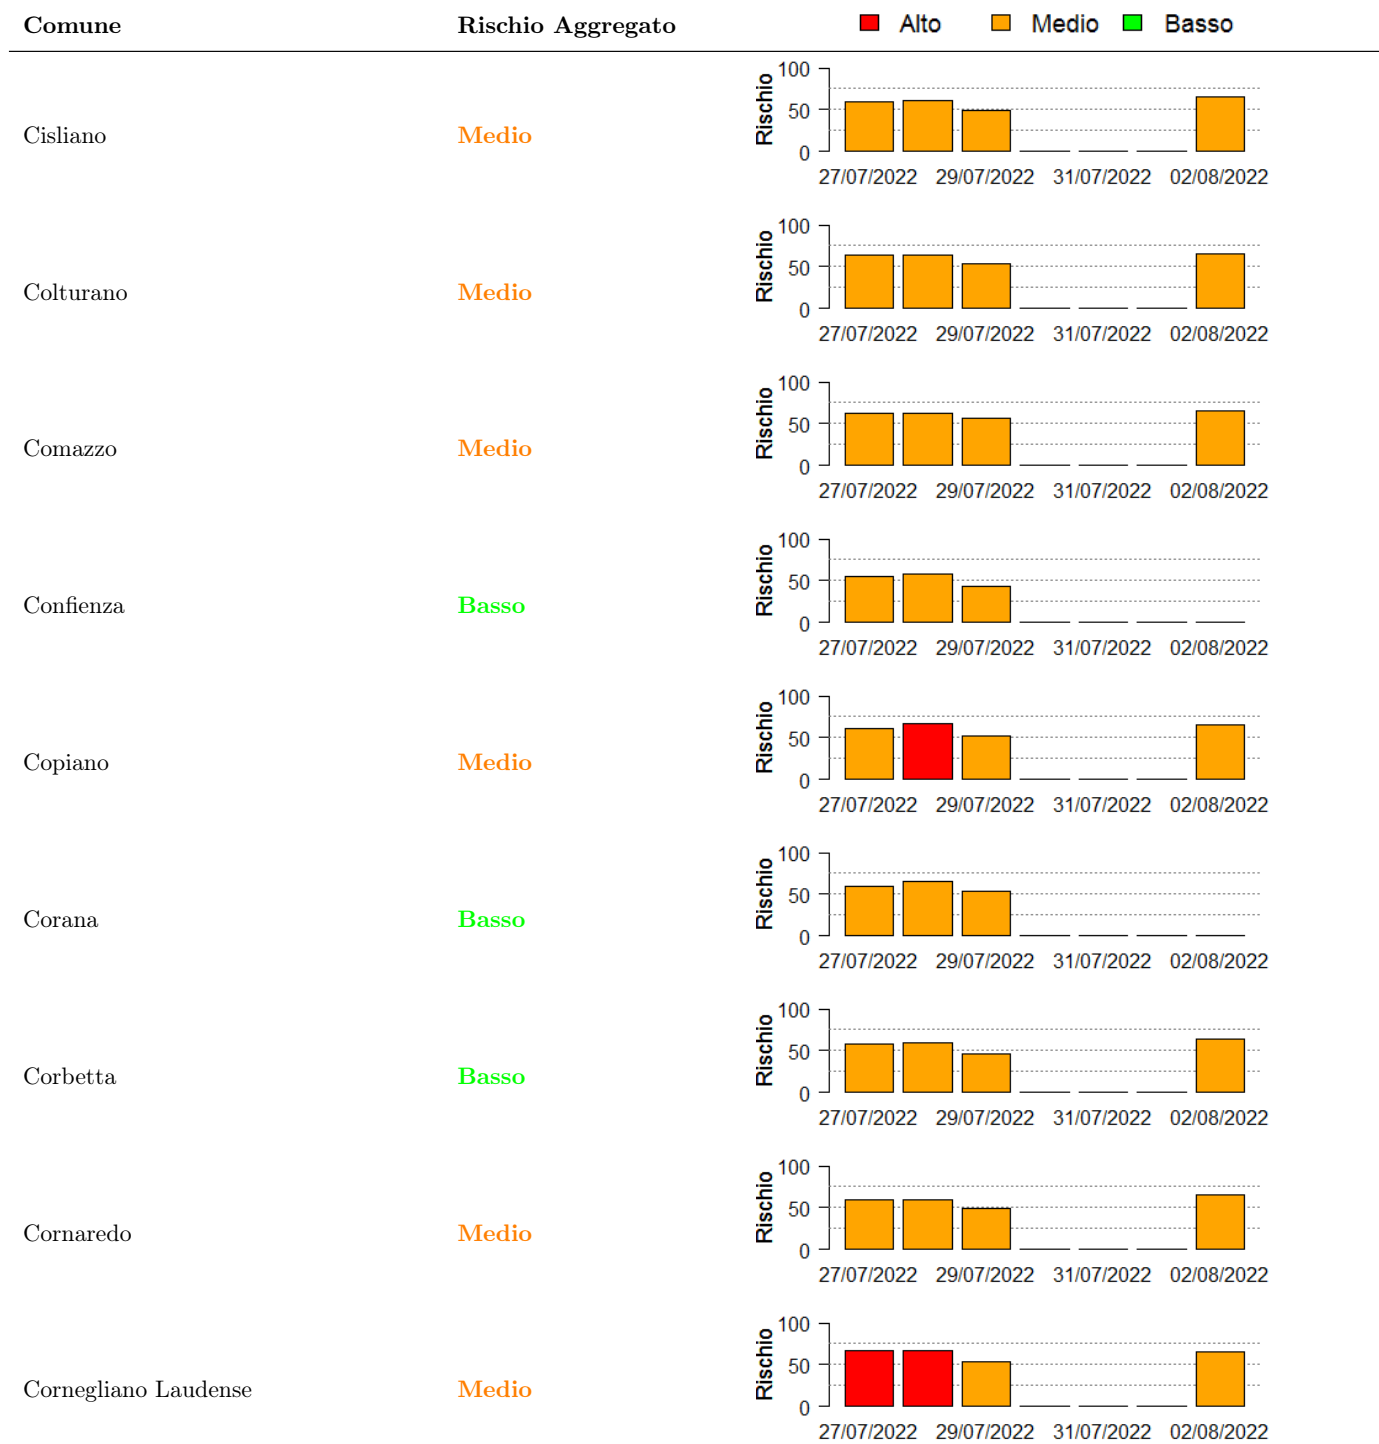 Comune Rischio Aggregato Alto Medio Basso
100
50
0
Rischio
Cisliano Medio
27/07/2022 29/07/2022 31/07/2022 02/08/2022
100
50
0
Rischio
Colturano Medio
27/07/2022 29/07/2022 31/07/2022 02/08/2022
100
50
0
Rischio
Comazzo Medio
27/07/2022 29/07/2022 31/07/2022 02/08/2022
100
50
0
Rischio
Confienza Basso
27/07/2022 29/07/2022 31/07/2022 02/08/2022
100
50
0
Rischio
Copiano Medio
27/07/2022 29/07/2022 31/07/2022 02/08/2022
100
50
0
Rischio
Corana Basso
27/07/2022 29/07/2022 31/07/2022 02/08/2022
100
50
0
Rischio
Corbetta Basso
27/07/2022 29/07/2022 31/07/2022 02/08/2022
100
50
0
Rischio
Cornaredo Medio
27/07/2022 29/07/2022 31/07/2022 02/08/2022
100
50
0
Rischio
Cornegliano Laudense Medio
27/07/2022 29/07/2022 31/07/2022 02/08/2022